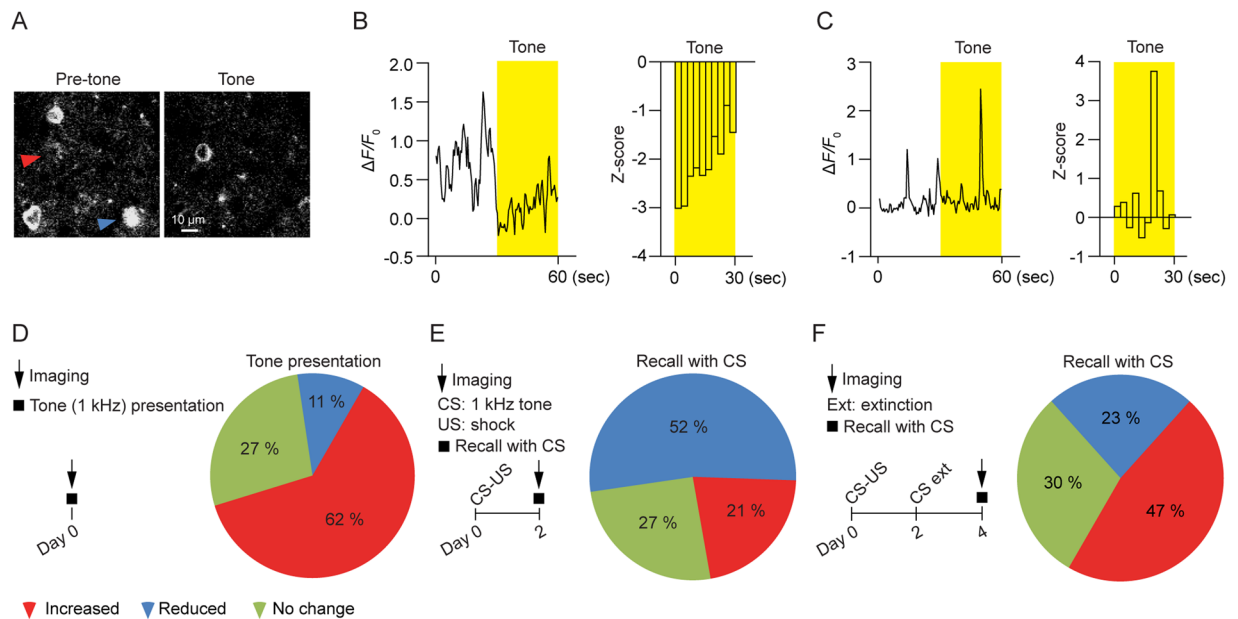 A
Pre-tone
Tone
10 µm
B
Tone
2.0
1.5
1.0
0.5
0.0
-0.5
ΔF/F0
0
60 (sec)
Tone
0
-1
-2
-3
-4
Z-score
0
30 (sec)
C
Tone
3
2
1
0
-1
ΔF/F0
0
60 (sec)
Tone
4
3
2
1
0
-1
Z-score
0
30 (sec)
D
Imaging
Tone (1 kHz) presentation
Day 0
Tone presentation
11 %
27 %
62 %
E
Imaging
CS: 1 kHz tone
US: shock
Recall with CS
CS-US
Day 0
2
Recall with CS
52 %
27 %
21 %
F
Imaging
Ext: extinction
Recall with CS
CS-US
CS ext
Day 0
2
4
Recall with CS
23 %
30 %
47 %
Increased
Reduced
No change